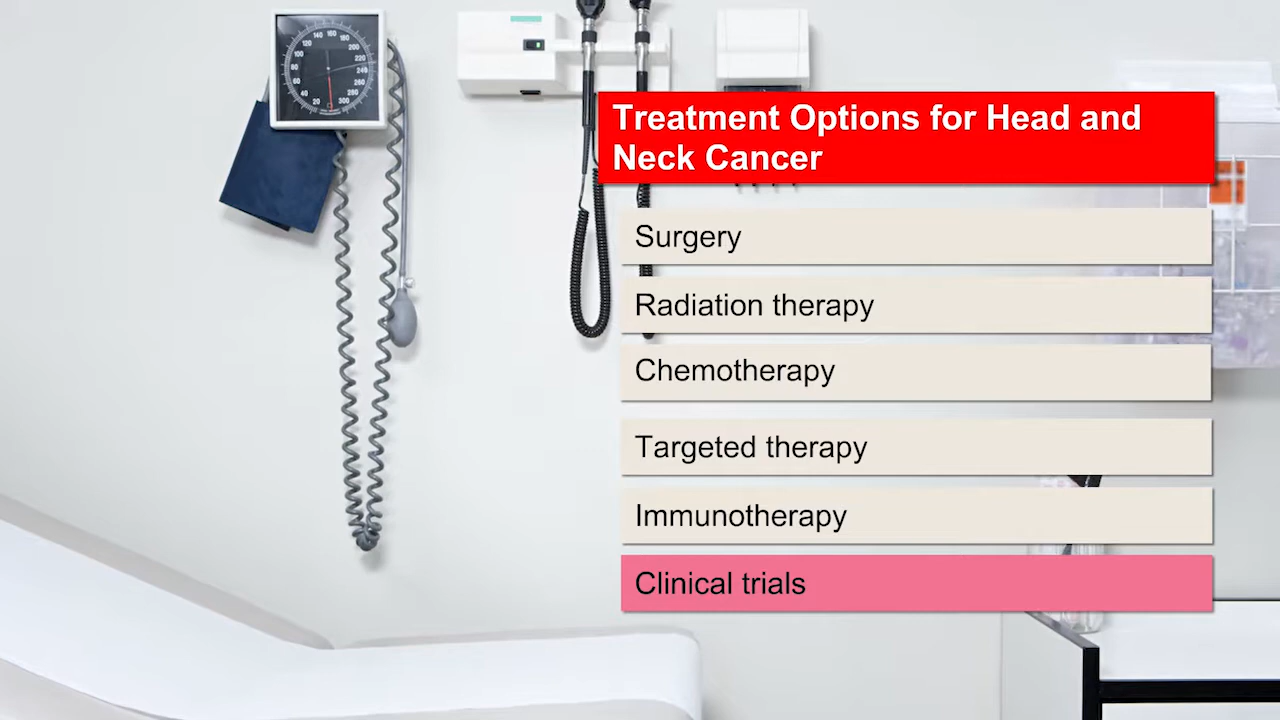 Treatment Options for Head and
Neck Cancer
Surgery
Radiation therapy
Chemotherapy
Targeted therapy
Immunotherapy
Clinical trials